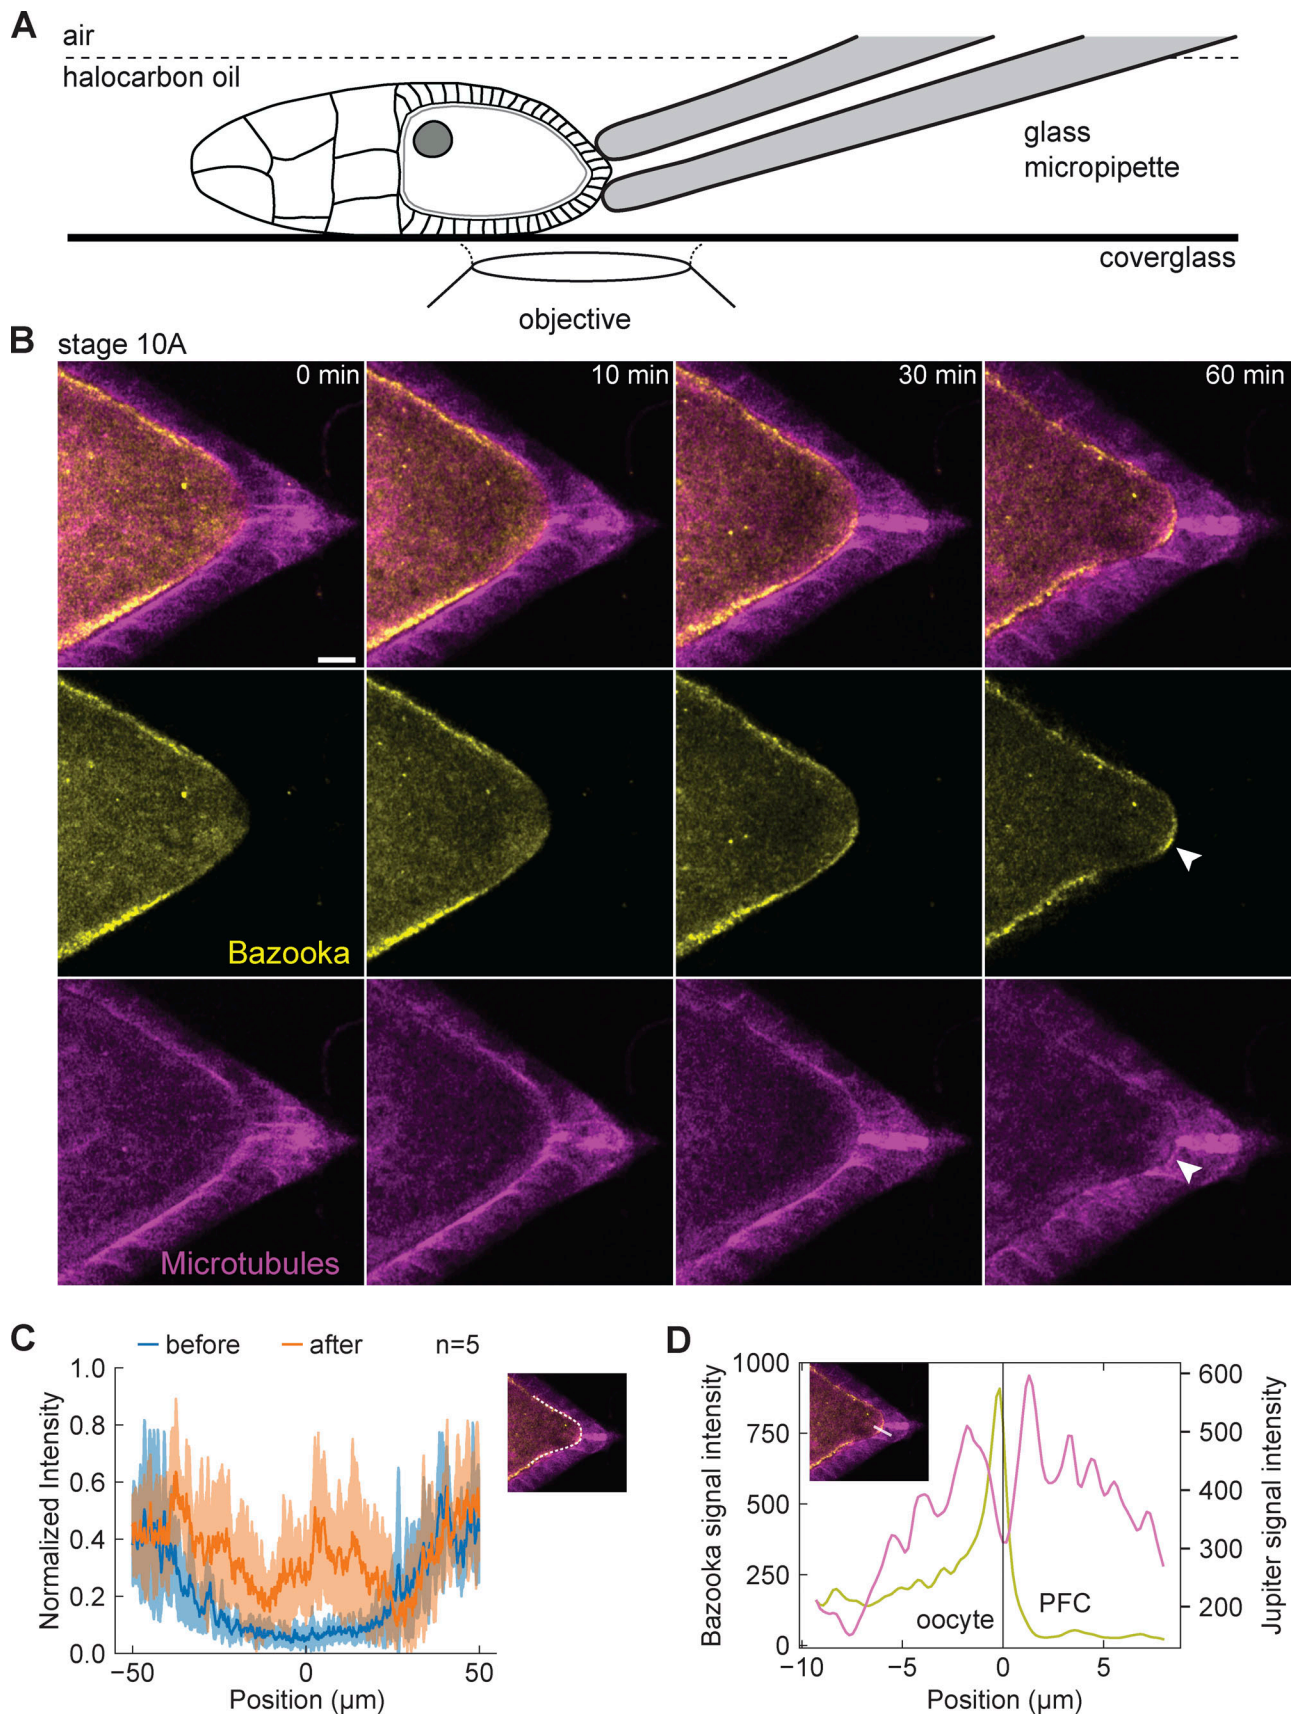 A
air
halocarbon oil
glass
micropipette
coverglass
objective
B
stage 10A
0 min
10 min
30 min
60 min
Bazooka
Microtubules
C
before
after
n=5
Normalized Intensity
1.0
0.8
0.6
0.4
0.2
0.0
−50
0
50
Position (µm)
D
Bazooka signal intensity
1000
750
500
250
0
oocyte
PFC
600
500
400
300
200
Jupiter signal intensity
−10
−5
0
5
Position (µm)